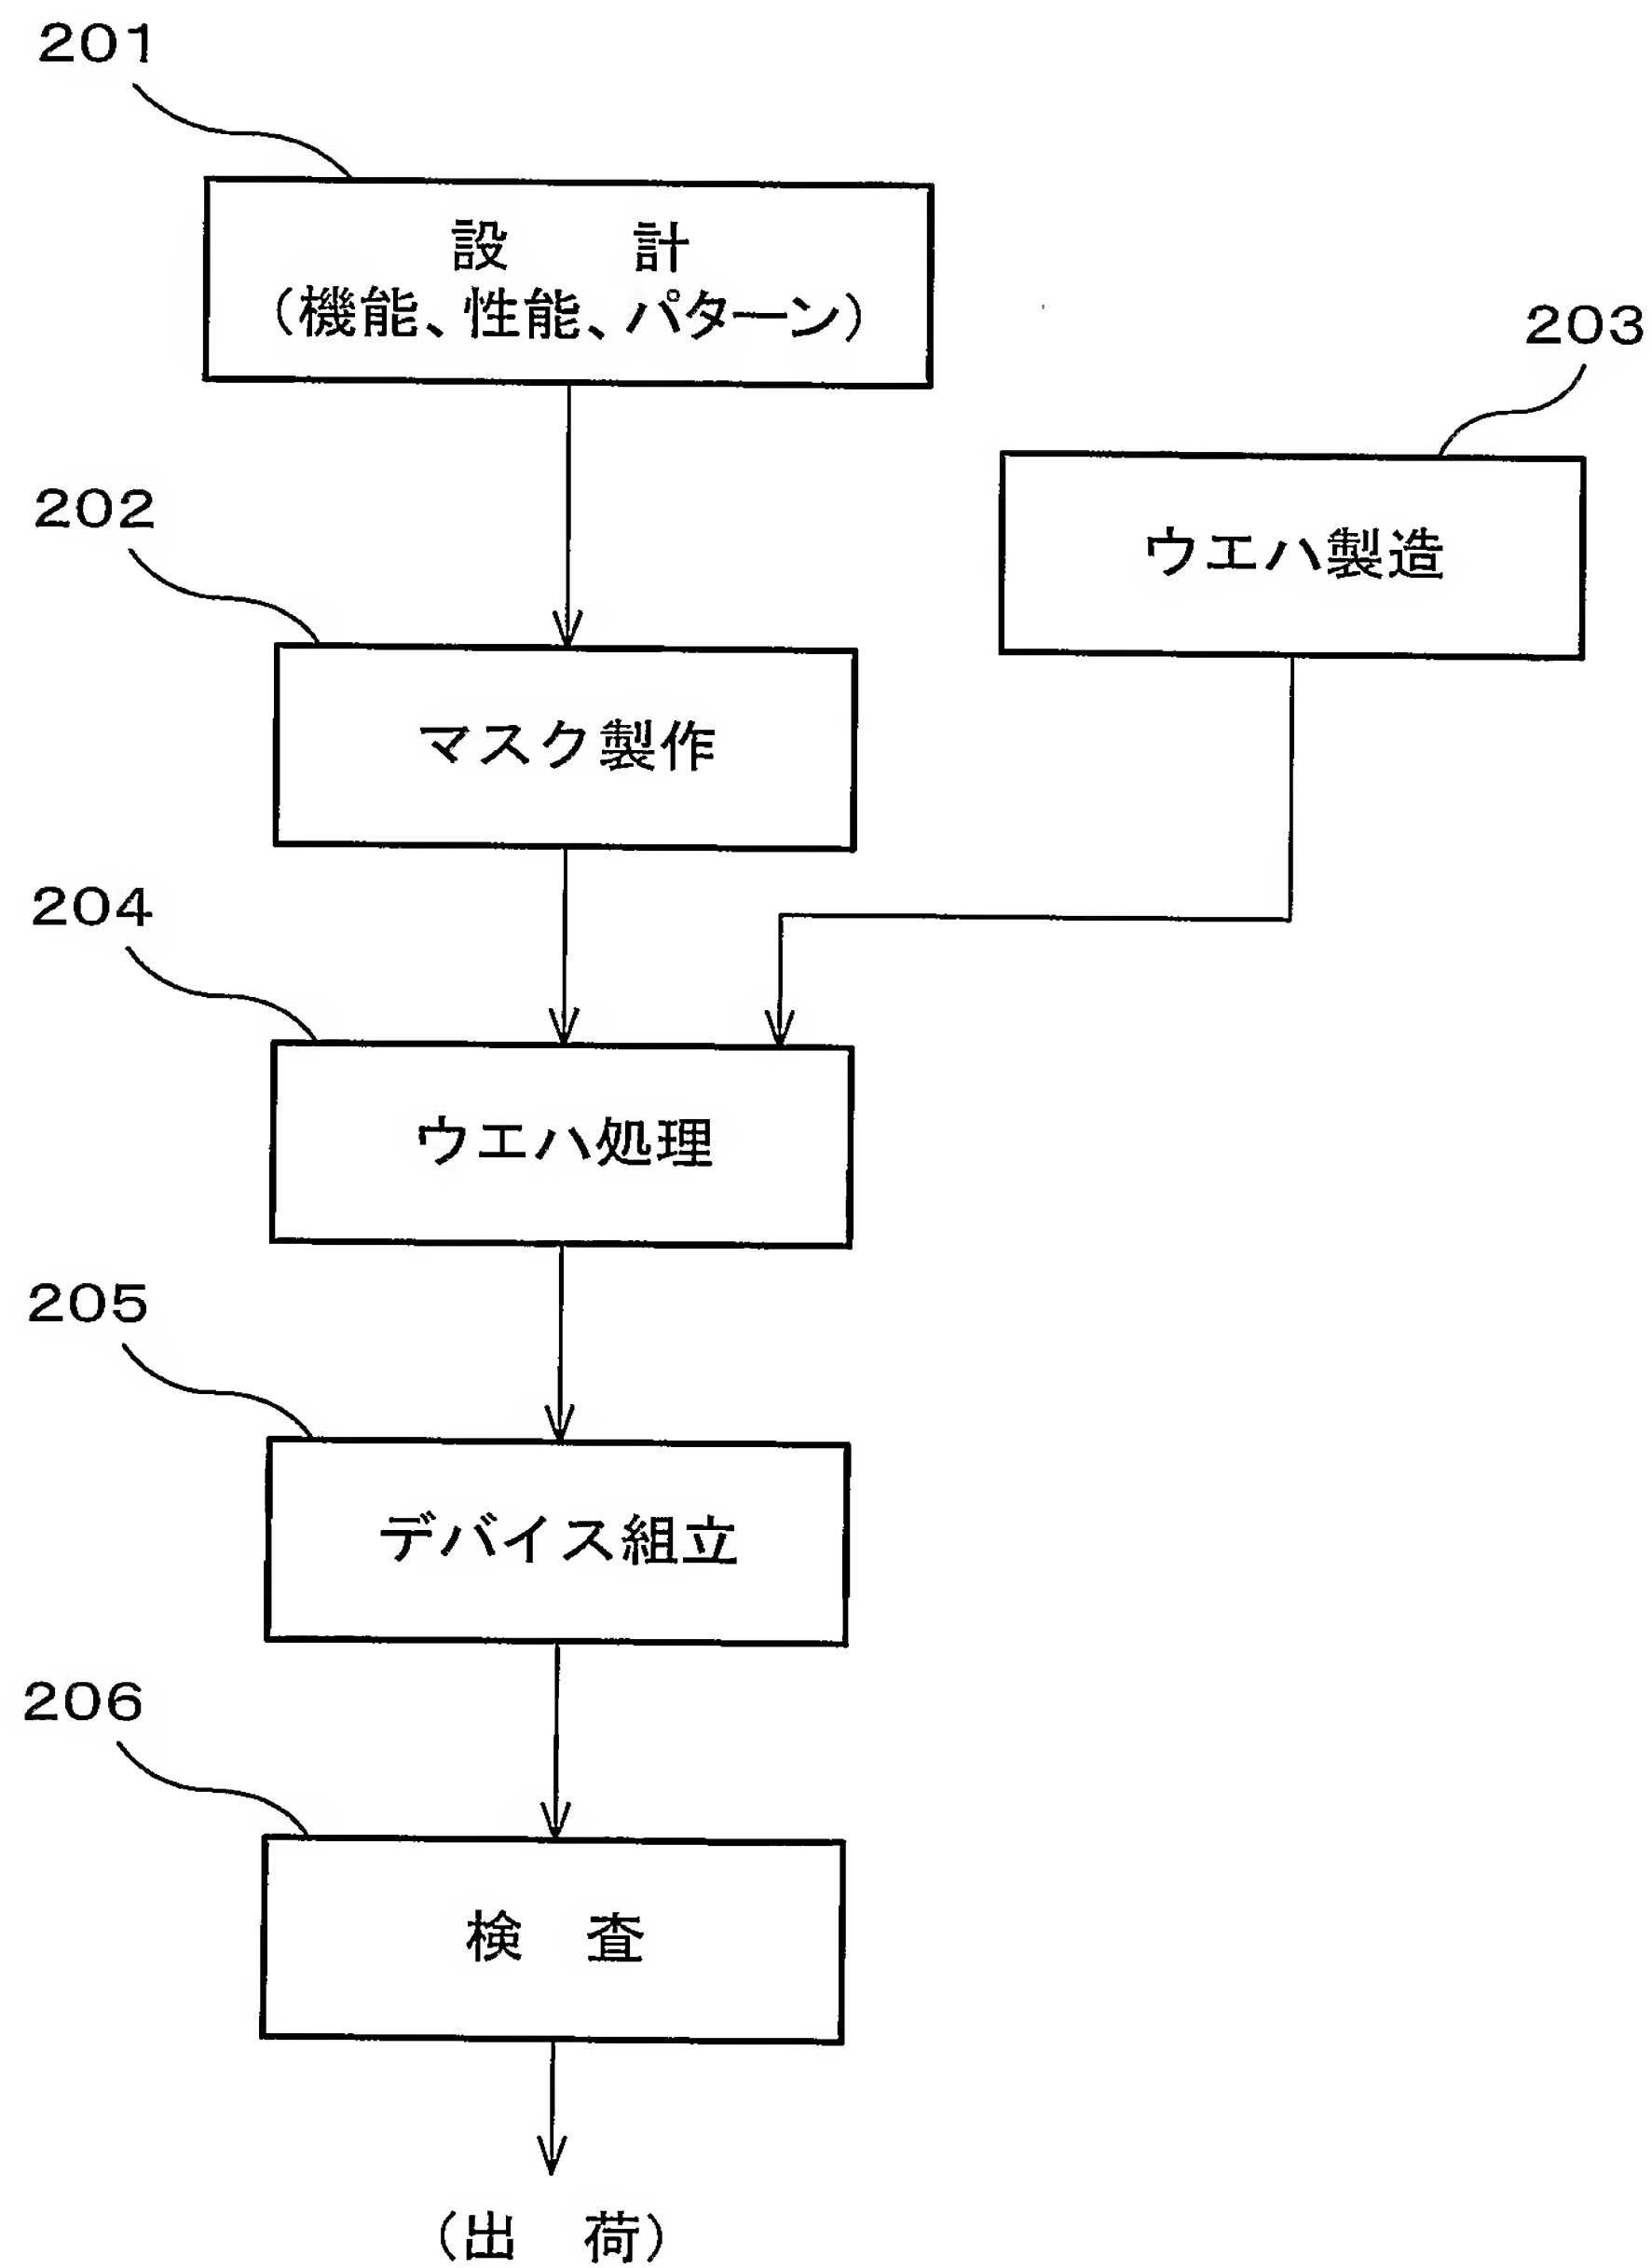 201
設 計
(機能、性能、パターン)
203
ウエハ製造
202
マスク製作
204
ウエハ処理
205
デバイス組立
206
検 査
(出 荷)